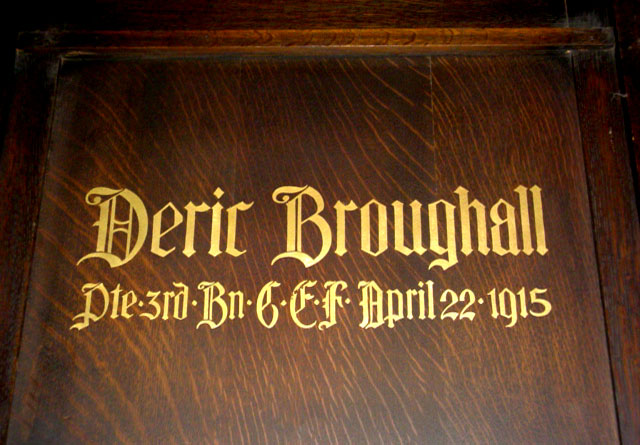 Deric Broughall
Pte·3rd·Bn·C·E·F·April 22·1915